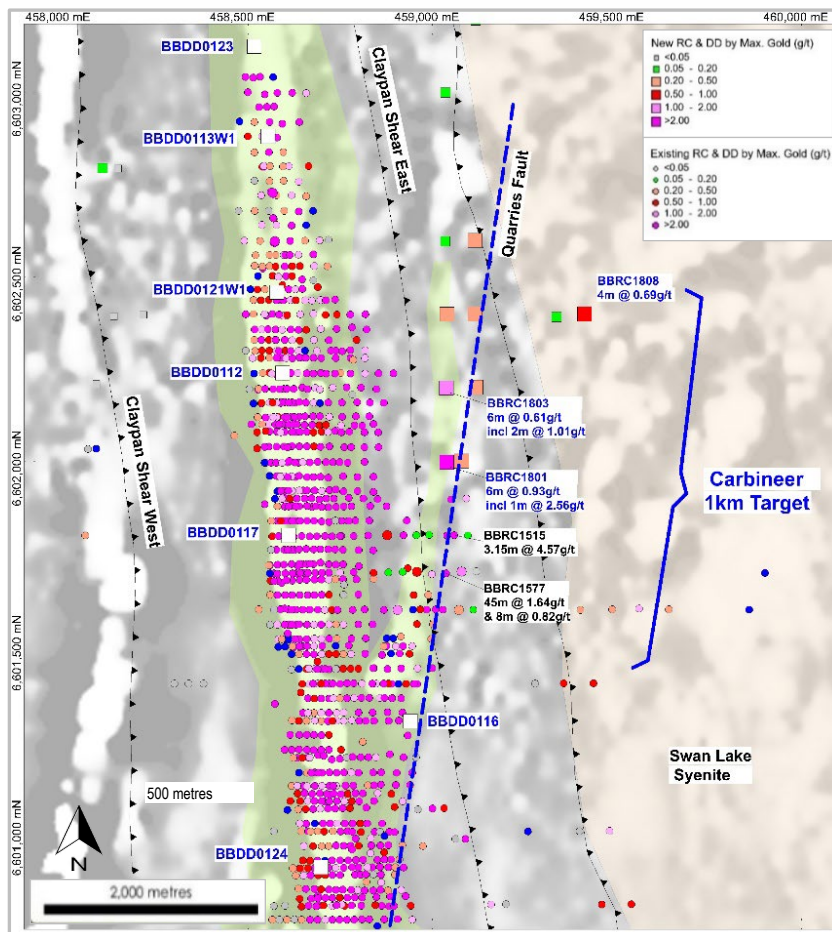 458,000 mE
458,500 mE
459,000 mE
459,500 mE
460,000 mE
New RC & DD by Max. Gold (g/t)
<0.05
0.05 - 0.20
0.20 - 0.50
0.50 - 1.00
1.00 - 2.00
>2.00
Existing RC & DD by Max. Gold (g/t)
<0.05
0.05 - 0.20
0.20 - 0.50
0.50 - 1.00
1.00 - 2.00
>2.00
6,603,000 mN
6,602,500 mN
6,602,000 mN
6,601,500 mN
6,601,000 mN
BBDD0123
BBDD0113W1
Claypan Shear East
Quarries Fault
BBDD0121W1
BBRC1808
4m @ 0.69g/t
BBDD0112
BBRC1803
6m @ 0.61g/t
incl 2m @ 1.01g/t
Claypan Shear West
BBRC1801
6m @ 0.93g/t
incl 1m @ 2.56g/t
Carbineer
1km Target
BBDD0117
BBRC1515
3.15m @ 4.57g/t
BBRC1577
45m @ 1.64g/t
& 8m @ 0.82g/t
BBDD0116
Swan Lake
Syenite
500 metres
N
BBDD0124
2,000 metres